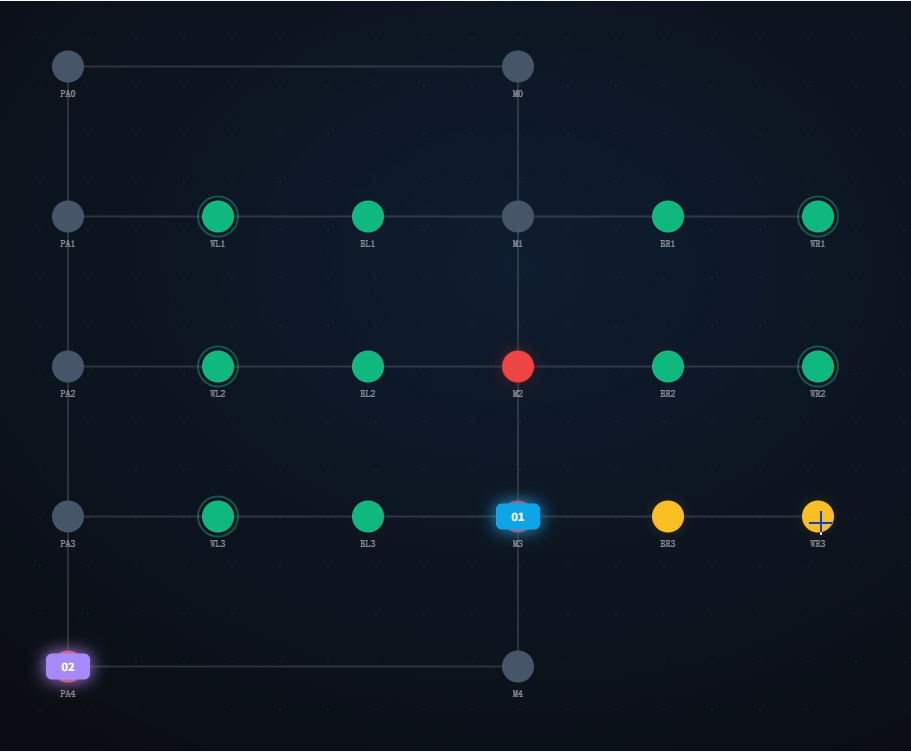 PA0 M0
PA1 WL1 BL1 M1 BR1 WR1
PA2 WL2 BL2 M2 BR2 WR2
01
PA3 WL3 BL3 M3 BR3 WR3
02
PA4 M4